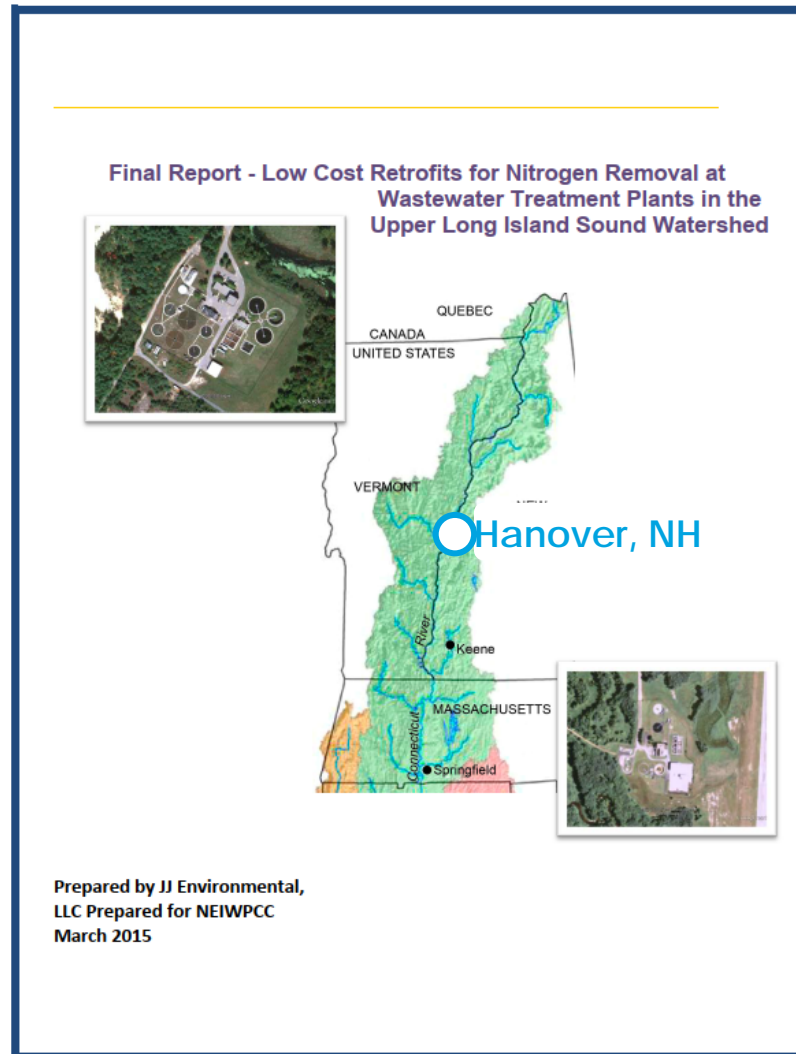 Final Report - Low Cost Retrofits for Nitrogen Removal at
Wastewater Treatment Plants in the
Upper Long Island Sound Watershed
QUEBEC
CANADA
UNITED STATES
VERMONT
Hanover, NH
River
Keene
MASSACHUSETTS
Connecticut
Springfield
Prepared by JJ Environmental,
LLC Prepared for NEIWPCC
March 2015